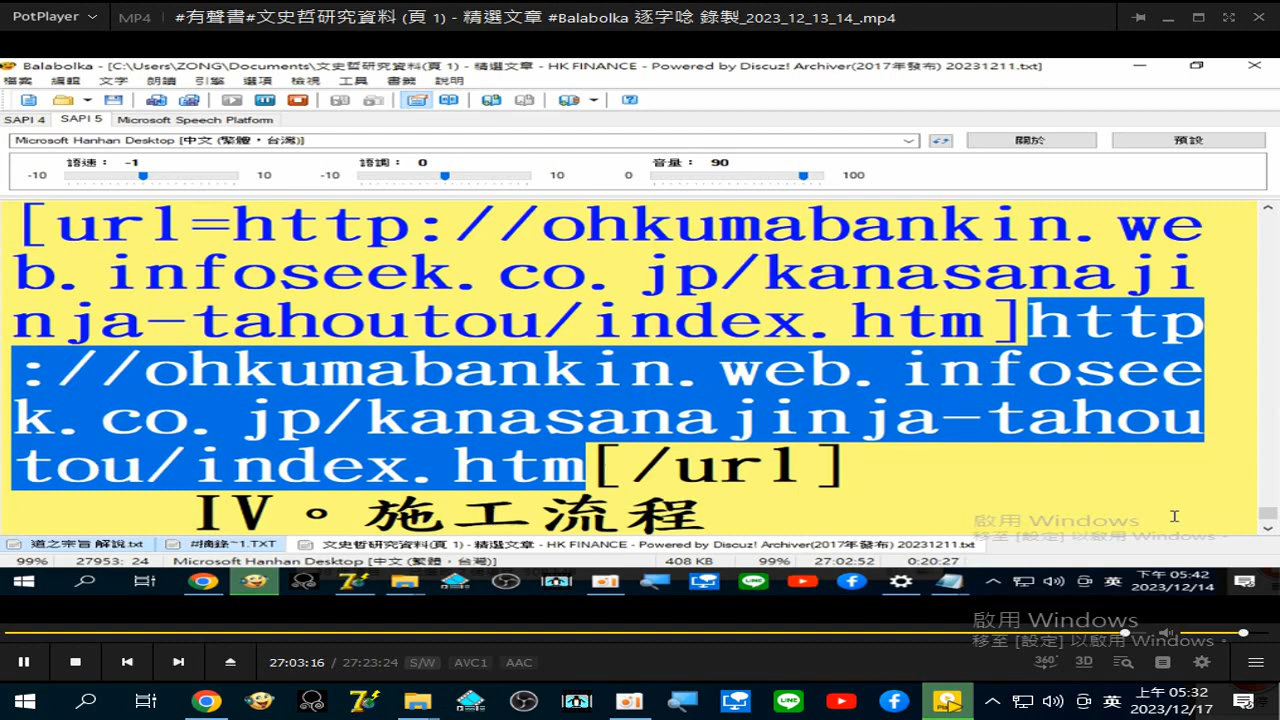 PotPlayer MP4 #有聲書#文史哲研究資料 (頁 1) - 精選文章 #Balabolka 逐字唸 錄製_2023_12_13_14_.mp4
Balabolka - [C:\Users\ZONG\Documents\文史哲研究資料(頁 1) - 精選文章 - HK FINANCE - Powered by Discuz! Archiver(2017年發布) 20231211.txt]
檔案 編輯 文字 朗讀 引擎 選項 檢視 工具 書籤 說明
SAPI 4 SAPI 5 Microsoft Speech Platform
Microsoft Hanhan Desktop [中文 (繁體，台灣)] 關於 預設
語速： -1 語調： 0 音量： 90
-10 10 -10 10 0 100
[url=http://ohkumabankin.we
b.infoseek.co.jp/kanasanaji
nja-tahoutou/index.htm]http
://ohkumabankin.web.infosee
k.co.jp/kanasanajinja-tahou
tou/index.htm[/url]
IV。施工流程
啟用 Windows
移至 [設定] 以啟用 Windows。
道之宗旨 解說.txt #摘錄~1.TXT 文史哲研究資料(頁 1) - 精選文章 - HK FINANCE - Powered by Discuz! Archiver(2017年發布) 20231211.txt
99% 27953: 24 Microsoft Hanhan Desktop [中文 (繁體，台灣)] 408 KB 99% 27:02:52 0:20:27
英 下午 05:42
2023/12/14
啟用 Windows
移至 [設定] 以啟用 Windows。
27:03:16 / 27:23:24 S/W AVC1 AAC 360° 3D
英 上午 05:32
2023/12/17